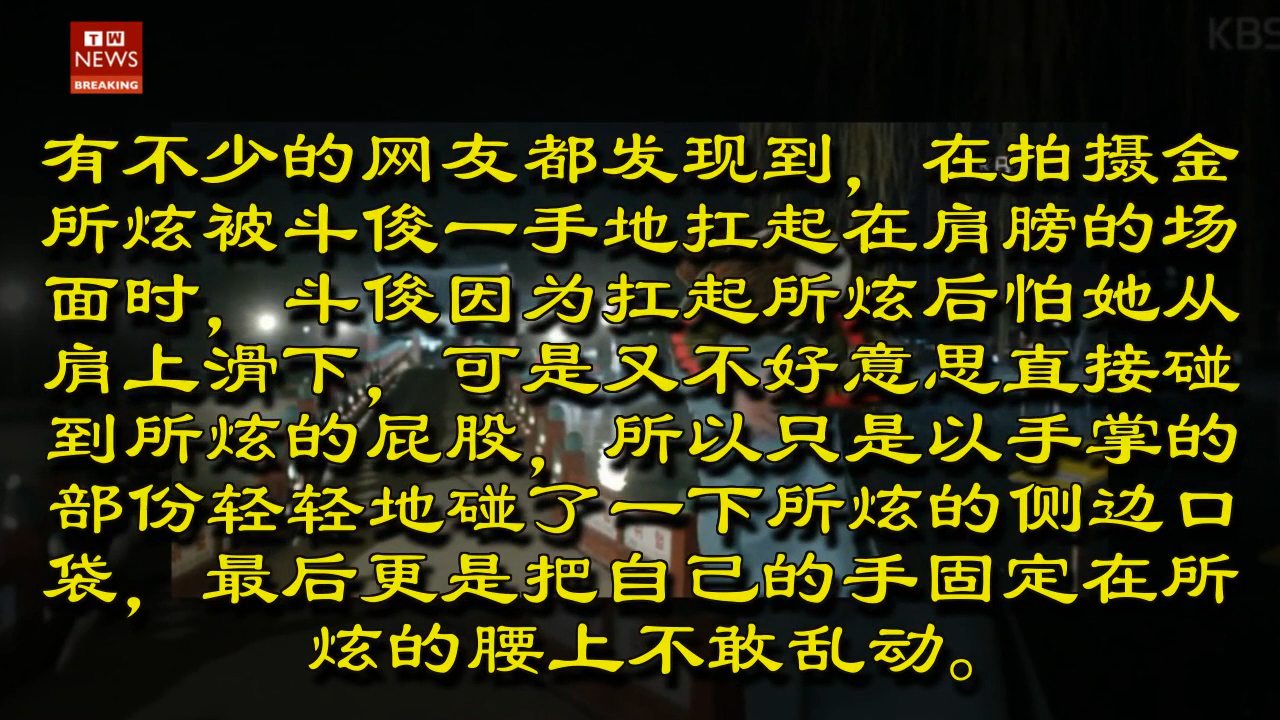 TW
NEWS
BREAKING
KBS
有不少的网友都发现到，在拍摄金
所炫被斗俊一手地扛起在肩膀的场
面时，斗俊因为扛起所炫后怕她从
肩上滑下，可是又不好意思直接碰
到所炫的屁股，所以只是以手掌的
部份轻轻地碰了一下所炫的侧边口
袋，最后更是把自己的手固定在所
炫的腰上不敢乱动。